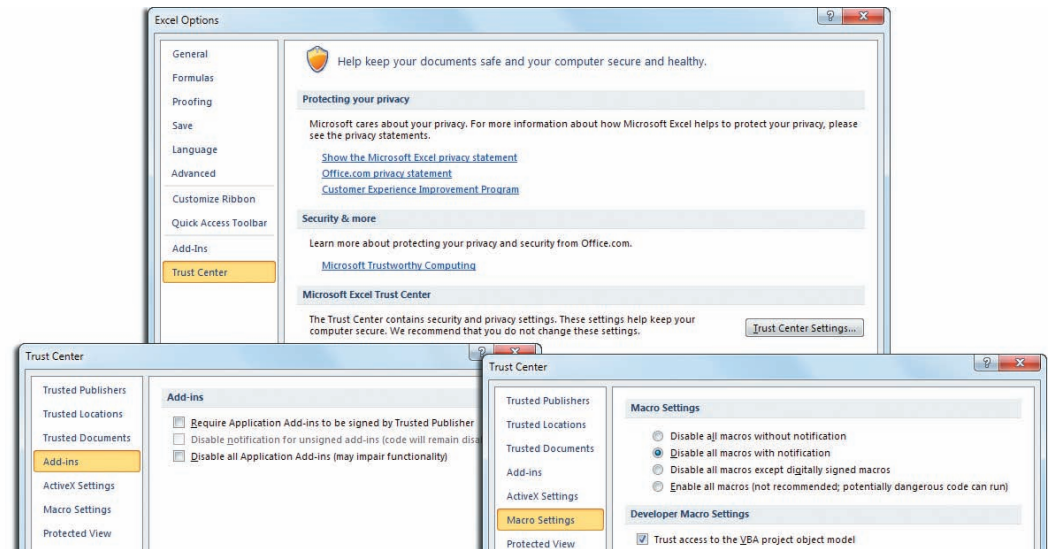 Excel Options
General
Formulas
Proofing
Save
Language
Advanced
Customize Ribbon
Quick Access Toolbar
Add-Ins
Trust Center
Help keep your documents safe and your computer secure and healthy.
Protecting your privacy
Microsoft cares about your privacy. For more information about how Microsoft Excel helps to protect your privacy, please
see the privacy statements.
Show the Microsoft Excel privacy statement
Office.com privacy statement
Customer Experience Improvement Program
Security & more
Learn more about protecting your privacy and security from Office.com.
Microsoft Trustworthy Computing
Microsoft Excel Trust Center
The Trust Center contains security and privacy settings. These settings help keep your
computer secure. We recommend that you do not change these settings.
Trust Center Settings...
Trust Center
Trusted Publishers
Trusted Locations
Trusted Documents
Add-ins
ActiveX Settings
Macro Settings
Protected View
Add-ins
Require Application Add-ins to be signed by Trusted Publisher
Disable notification for unsigned add-ins (code will remain
Disable all Application Add-ins (may impair functionality)
Trust Center
Trusted Publishers
Trusted Locations
Trusted Documents
Add-ins
ActiveX Settings
Macro Settings
Protected View
Macro Settings
Disable all macros without notification
Disable all macros with notification
Disable all macros except digitally signed macros
Enable all macros (not recommended; potentially dangerous code can run)
Developer Macro Settings
Trust access to the VBA project object model